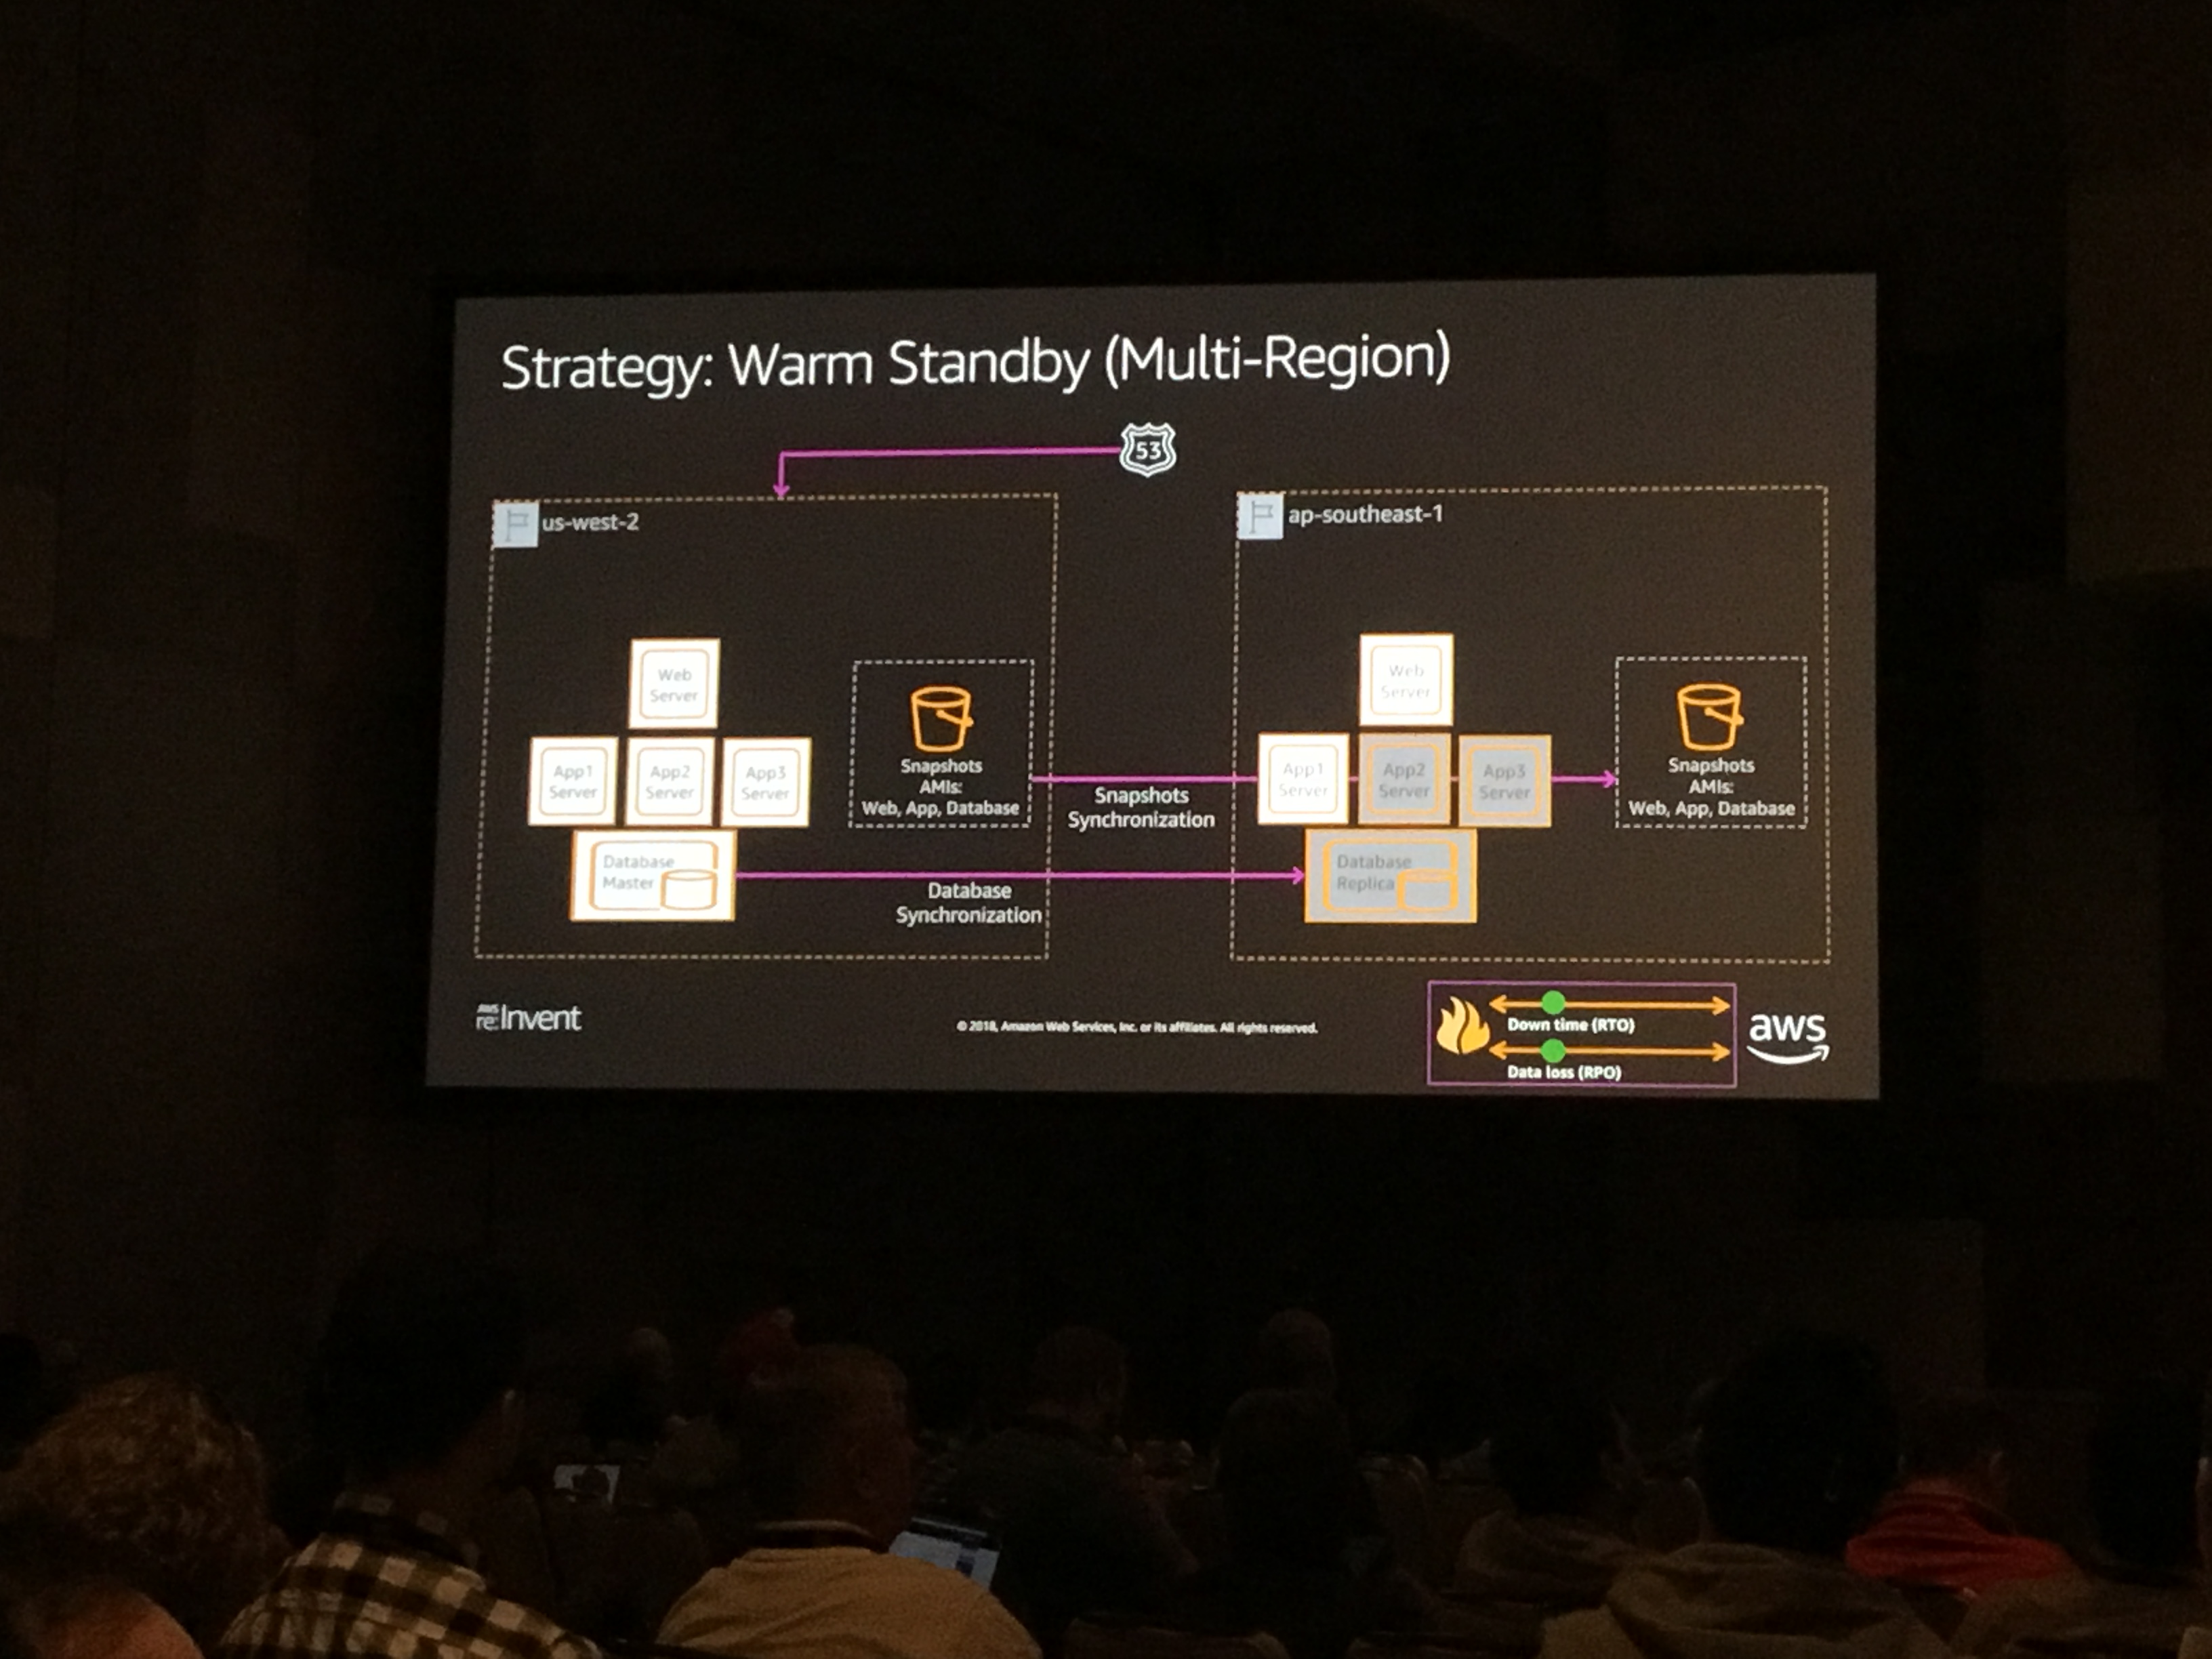 Strategy: Warm Standby (Multi-Region)
53
us-west-2
ap-southeast-1
Web
Server
App1
Server
App2
Server
App3
Server
Database
Master
Snapshots
AMIs:
Web, App, Database
Snapshots
Synchronization
Database
Synchronization
Web
Server
App1
Server
App2
Server
App3
Server
Database
Replica
Snapshots
AMIs:
Web, App, Database
AWS
re:Invent
© 2018, Amazon Web Services, Inc. or its affiliates. All rights reserved.
Down time (RTO)
Data loss (RPO)
aws